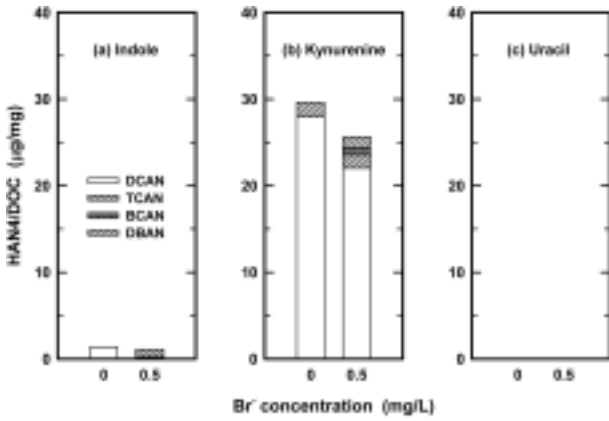 HAN4/DOC (µg/mg)
40
30
20
10
0
(a) Indole
DCAN
TCAN
BCAN
DBAN
0 0.5
40
30
20
10
0
(b) Kynurenine
0 0.5
40
30
20
10
0
(c) Uracil
0 0.5
Br⁻ concentration (mg/L)